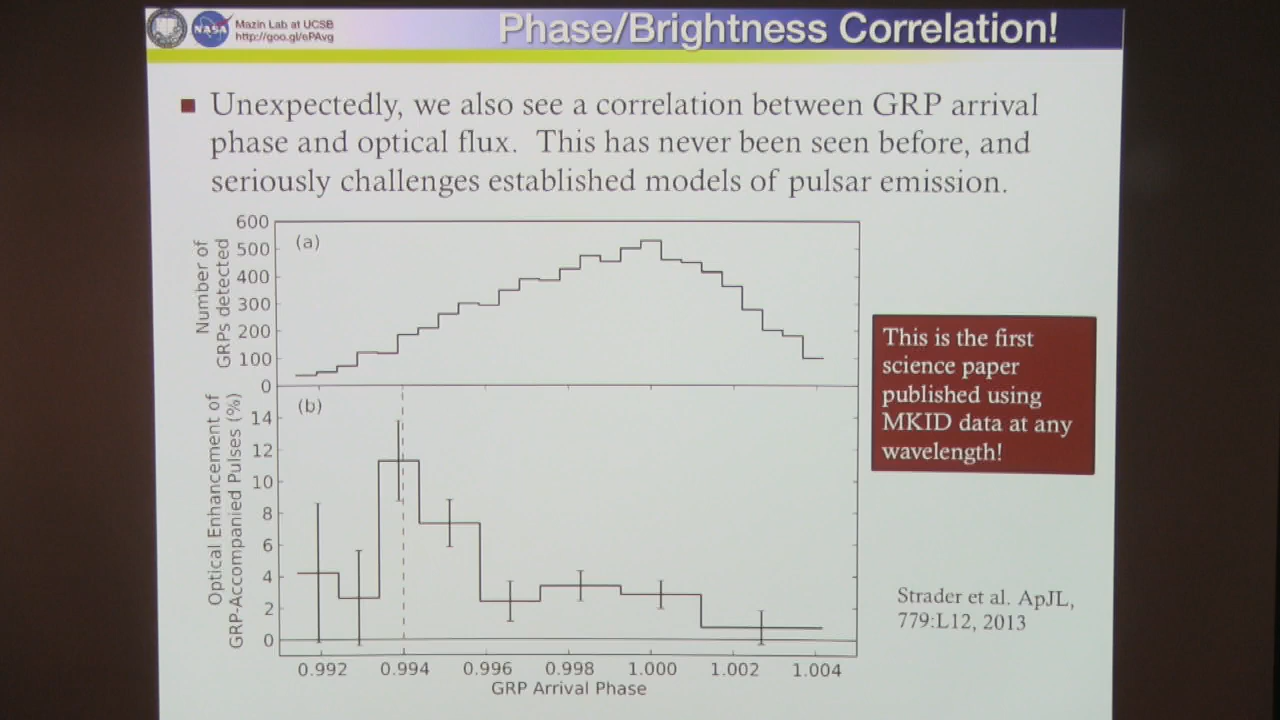 Mazin Lab at UCSB
http://goo.gl/ePAvg
NASA
Phase/Brightness Correlation!
Unexpectedly, we also see a correlation between GRP arrival
phase and optical flux. This has never been seen before, and
seriously challenges established models of pulsar emission.
Number of
GRPs detected
600
500
400
300
200
100
0
(a)
Optical Enhancement of
GRP-Accompanied Pulses (%)
14
12
10
8
6
4
2
0
(b)
0.992 0.994 0.996 0.998 1.000 1.002 1.004
GRP Arrival Phase
This is the first
science paper
published using
MKID data at any
wavelength!
Strader et al. ApJL,
779:L12, 2013